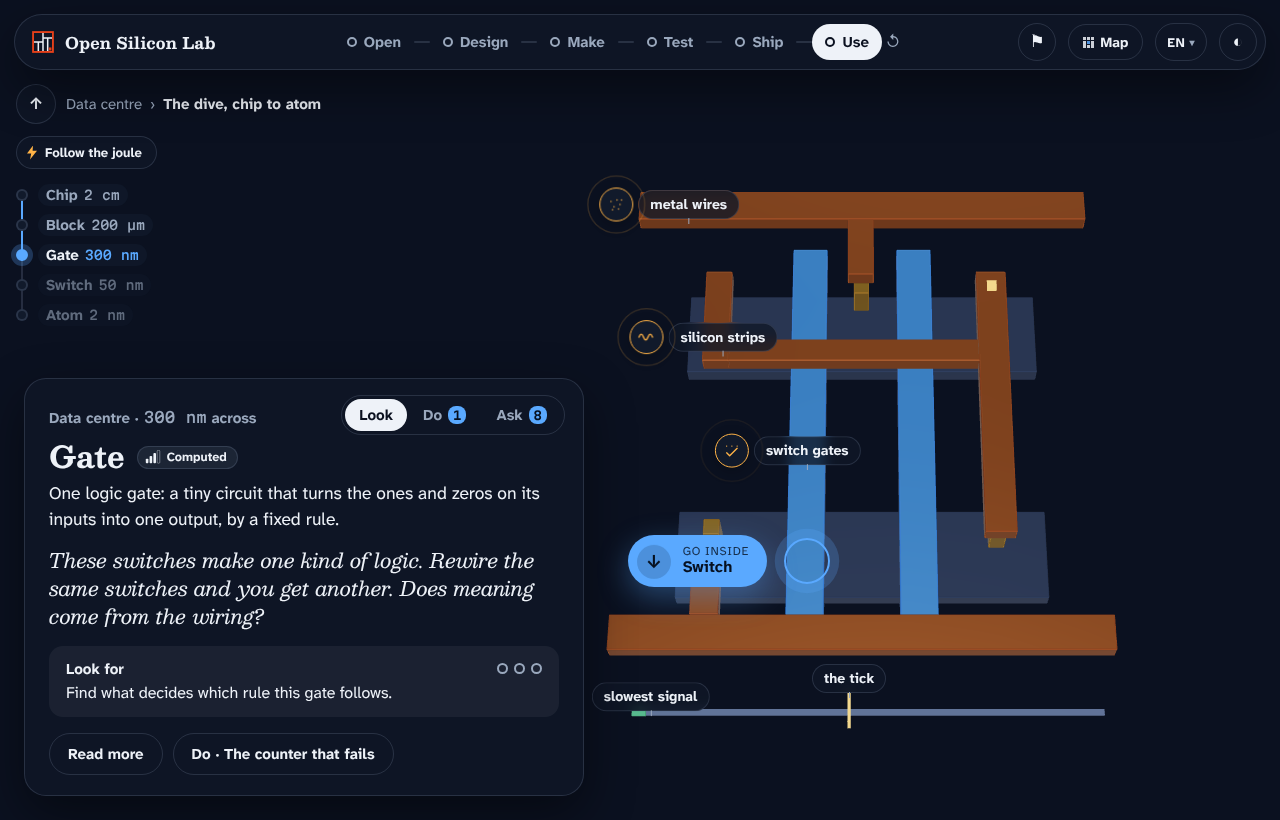 Open Silicon Lab
Open
Design
Make
Test
Ship
Use
Map
EN
Data centre › The dive, chip to atom
Follow the joule
Chip 2 cm
Block 200 µm
Gate 300 nm
Switch 50 nm
Atom 2 nm
metal wires
silicon strips
switch gates
GO INSIDE
Switch
the tick
slowest signal
Data centre · 300 nm across
Look
Do 1
Ask 8
Gate
Computed
One logic gate: a tiny circuit that turns the ones and zeros on its
inputs into one output, by a fixed rule.
These switches make one kind of logic. Rewire the
same switches and you get another. Does meaning
come from the wiring?
Look for
Find what decides which rule this gate follows.
Read more
Do · The counter that fails